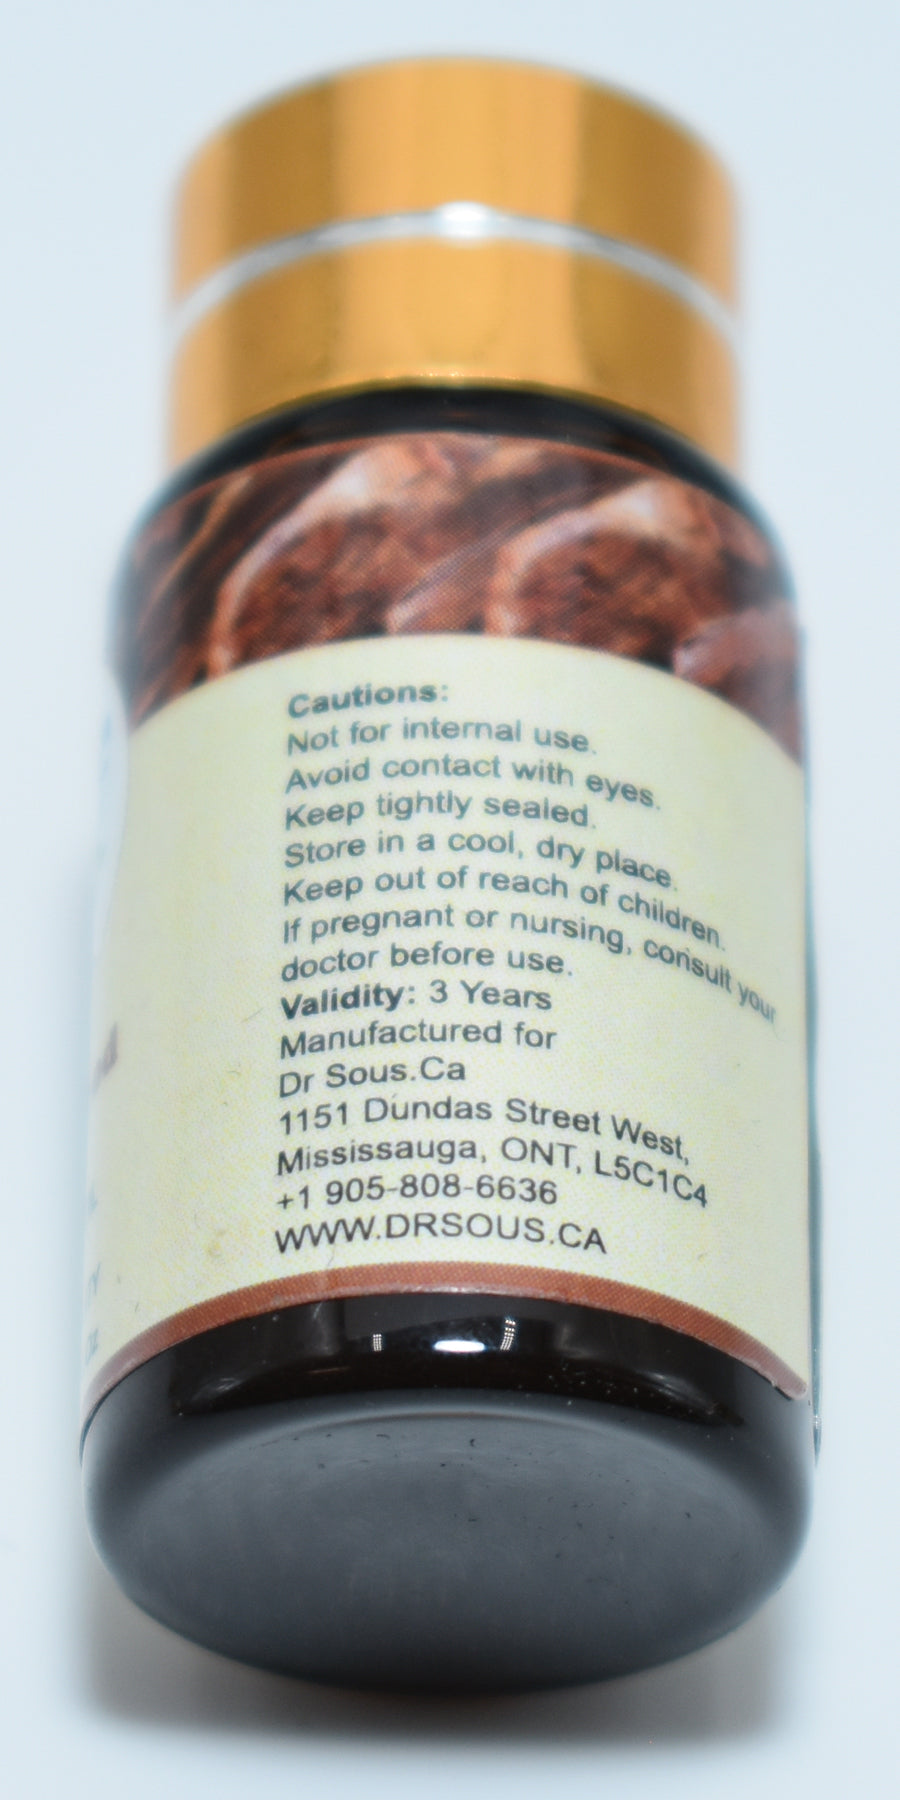 Cautions:
Not for internal use.
Avoid contact with eyes.
Keep tightly sealed.
Store in a cool, dry place.
Keep out of reach of children.
If pregnant or nursing, consult your
doctor before use.
Validity: 3 Years
Manufactured for
Dr Sous.Ca
1151 Dundas Street West,
Mississauga, ONT, L5C1C4
+1 905-808-6636
WWW.DRSOUS.CA